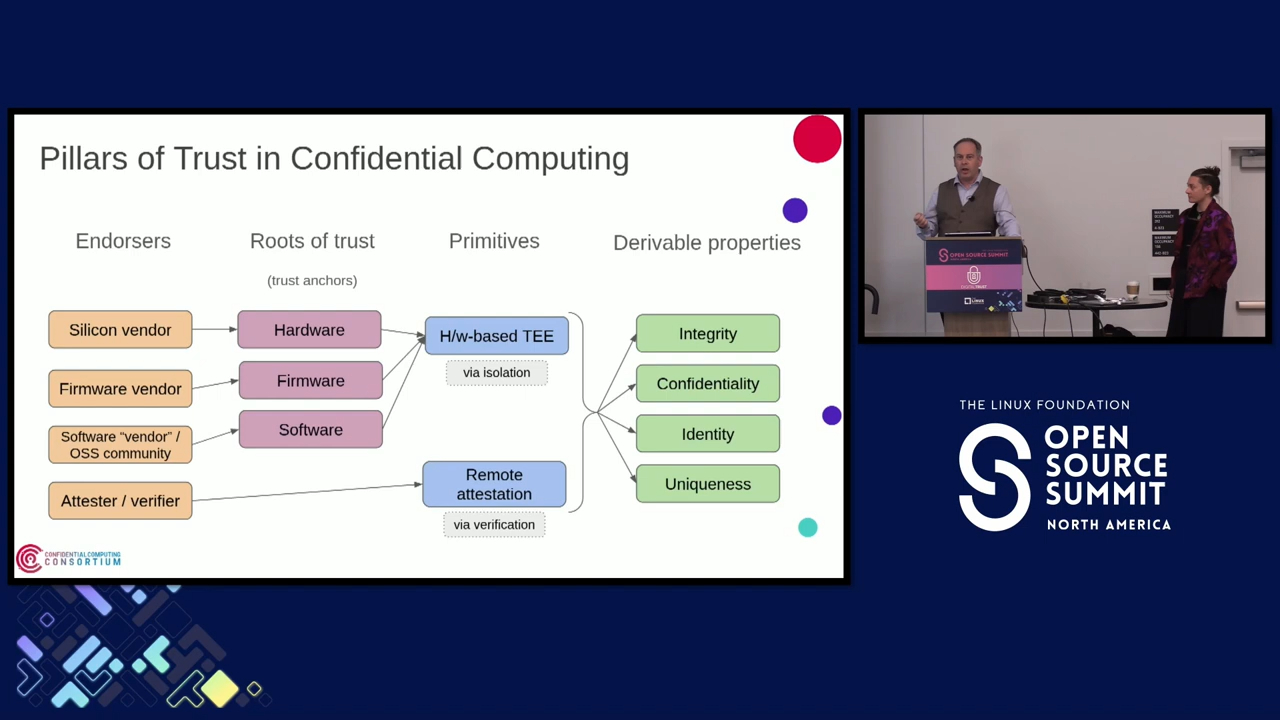 Pillars of Trust in Confidential Computing
Endorsers
Roots of trust
(trust anchors)
Primitives
Derivable properties
Silicon vendor
Firmware vendor
Software “vendor” /
OSS community
Attester / verifier
Hardware
Firmware
Software
H/w-based TEE
via isolation
Remote
attestation
via verification
Integrity
Confidentiality
Identity
Uniqueness
CONFIDENTIAL COMPUTING
CONSORTIUM
OPEN SOURCE SUMMIT
THE LINUX FOUNDATION
OPEN
SOURCE
SUMMIT
NORTH AMERICA